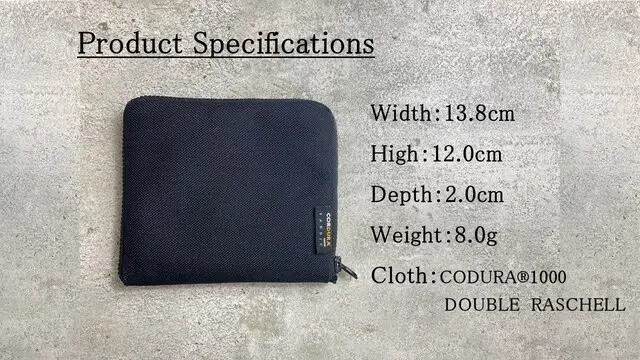 Product Specifications
Width:13.8cm
High:12.0cm
Depth:2.0cm
Weight:8.0g
Cloth:CODURA®1000
DOUBLE RASCHELL
CORDURA